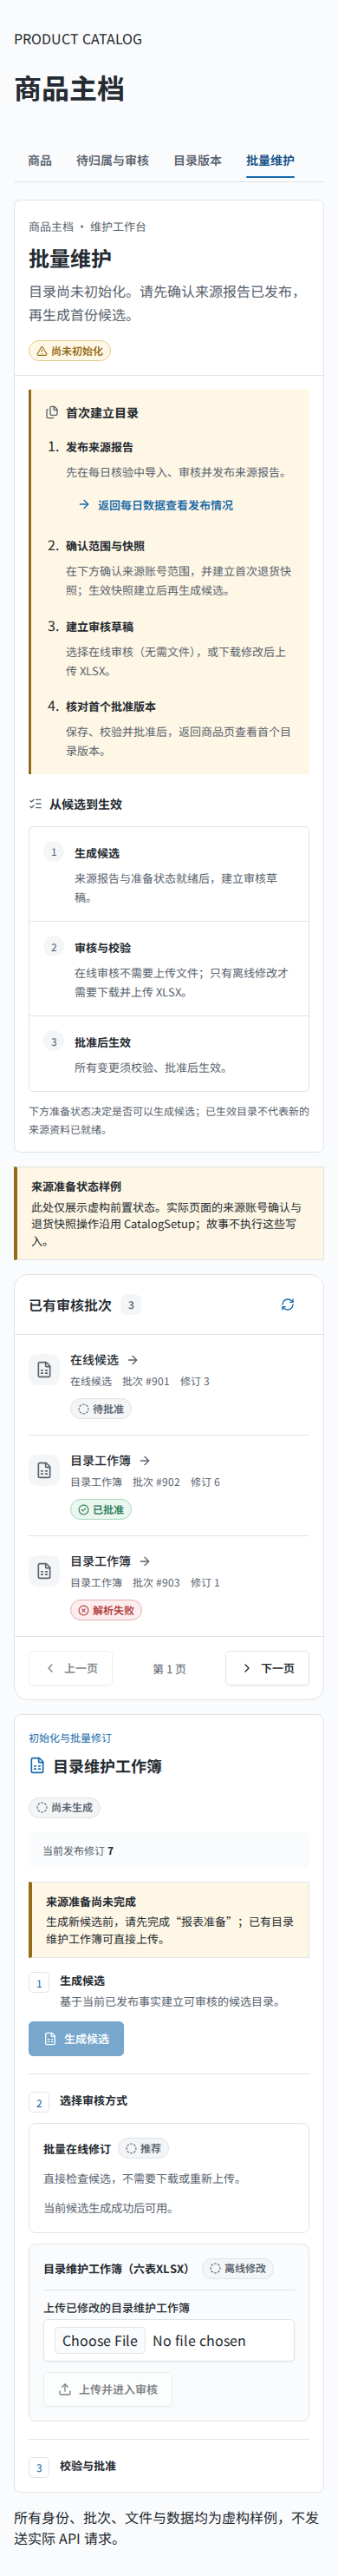 PRODUCT CATALOG
商品主档
商品 待归属与审核 目录版本 批量维护
商品主档 · 维护工作台
批量维护
目录尚未初始化。请先确认来源报告已发布，
再生成首份候选。
尚未初始化
首次建立目录
1. 发布来源报告
先在每日核验中导入、审核并发布来源报告。
返回每日数据查看发布情况
2. 确认范围与快照
在下方确认来源账号范围，并建立首次退货快
照；生效快照建立后再生成候选。
3. 建立审核草稿
选择在线审核（无需文件），或下载修改后上
传 XLSX。
4. 核对首个批准版本
保存、校验并批准后，返回商品页查看首个目
录版本。
从候选到生效
1 生成候选
来源报告与准备状态就绪后，建立审核草
稿。
2 审核与校验
在线审核不需要上传文件；只有离线修改才
需要下载并上传 XLSX。
3 批准后生效
所有变更须校验、批准后生效。
下方准备状态决定是否可以生成候选；已生效目录不代表新的
来源资料已就绪。
来源准备状态样例
此处仅展示虚构前置状态。实际页面的来源账号确认与
退货快照操作沿用 CatalogSetup；故事不执行这些写
入。
已有审核批次 3
在线候选
在线候选 批次 #901 修订 3
待批准
目录工作簿
目录工作簿 批次 #902 修订 6
已批准
目录工作簿
目录工作簿 批次 #903 修订 1
解析失败
上一页 第 1 页 下一页
初始化与批量修订
目录维护工作簿
尚未生成
当前发布修订 7
来源准备尚未完成
生成新候选前，请先完成“报表准备”；已有目录
维护工作簿可直接上传。
1 生成候选
基于当前已发布事实建立可审核的候选目录。
生成候选
2 选择审核方式
批量在线修订 推荐
直接检查候选，不需要下载或重新上传。
当前候选生成成功后可用。
目录维护工作簿（六表XLSX） 离线修改
上传已修改的目录维护工作簿
Choose File No file chosen
上传并进入审核
3 校验与批准
所有身份、批次、文件与数据均为虚构样例，不发
送实际 API 请求。